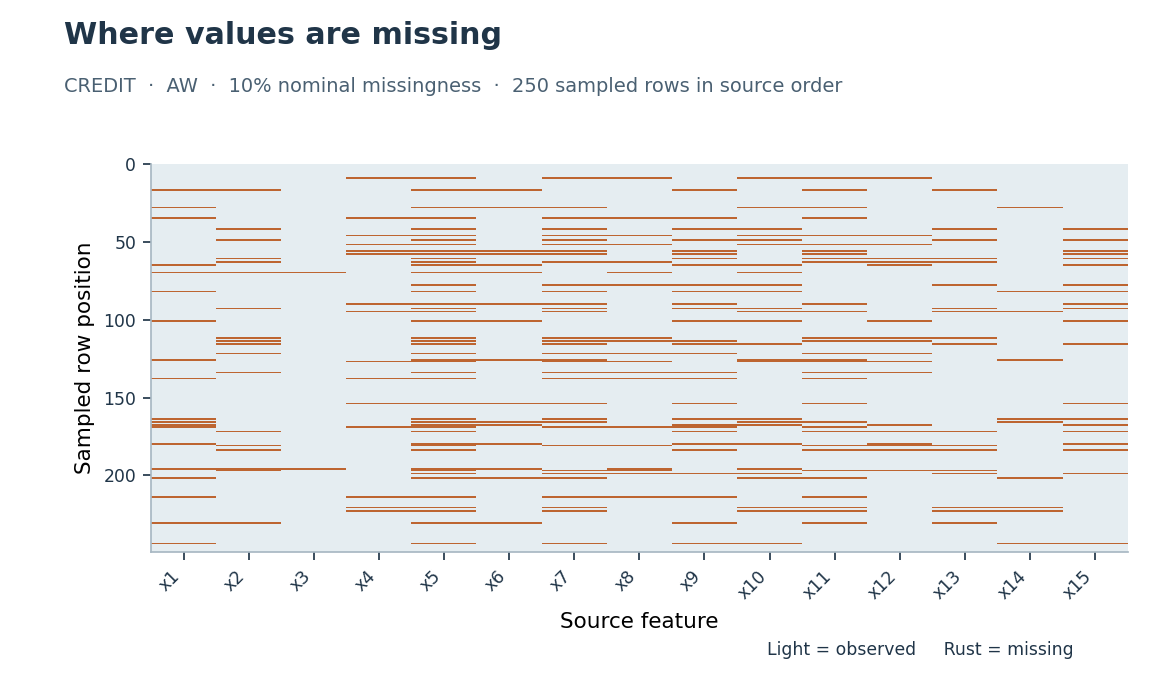 Where values are missing
CREDIT · AW · 10% nominal missingness · 250 sampled rows in source order
Sampled row position
0
50
100
150
200
x1 x2 x3 x4 x5 x6 x7 x8 x9 x10 x11 x12 x13 x14 x15
Source feature
Light = observed Rust = missing